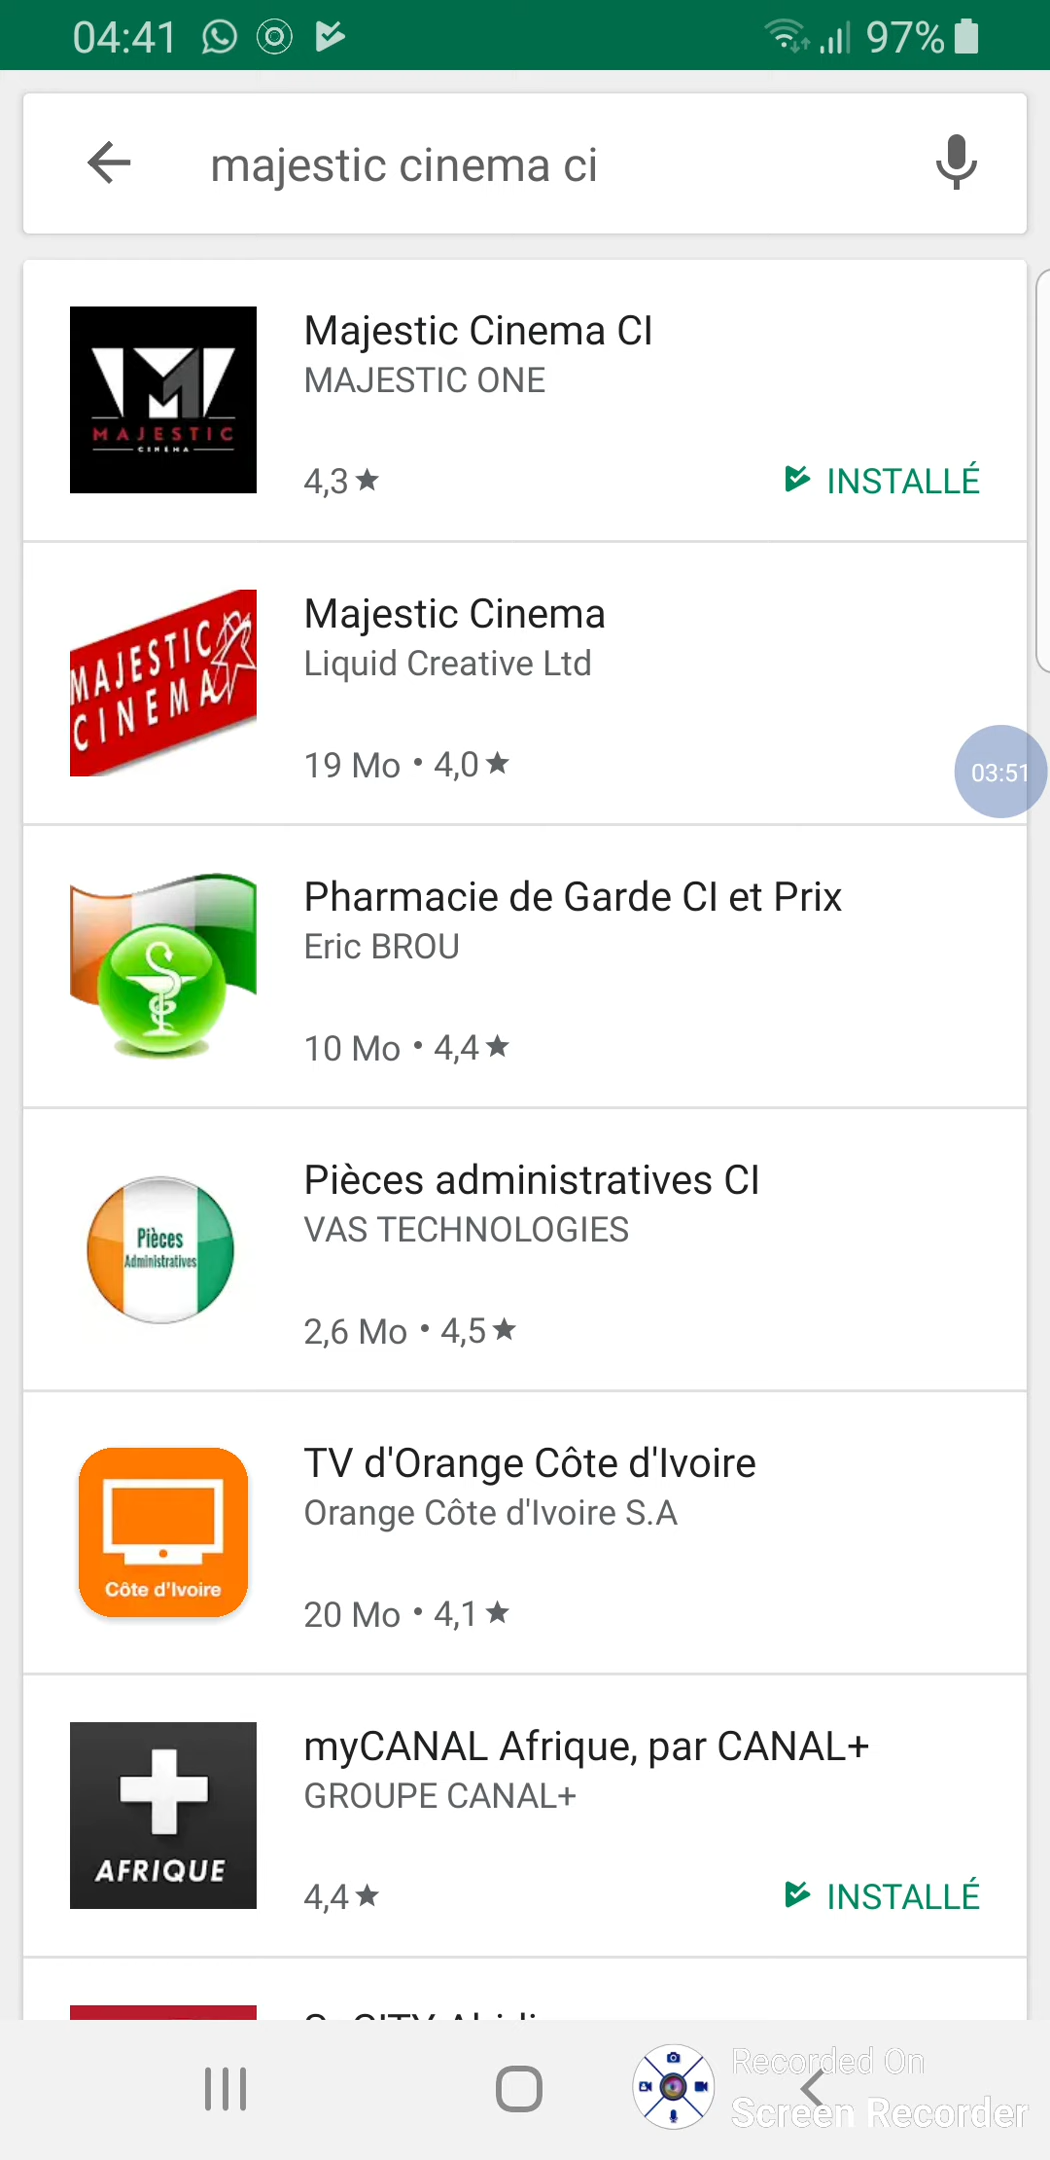 04:41 97%
majestic cinema ci
Majestic Cinema CI
MAJESTIC ONE
MAJESTIC
CINEMA
4,3★ INSTALLÉ
Majestic Cinema
Liquid Creative Ltd
MAJESTIC
CINEMA
19 Mo • 4,0★
03:51
Pharmacie de Garde CI et Prix
Eric BROU
10 Mo • 4,4★
Pièces administratives CI
VAS TECHNOLOGIES
Pièces
Administratives
2,6 Mo • 4,5★
TV d'Orange Côte d'Ivoire
Orange Côte d'Ivoire S.A
Côte d'Ivoire
20 Mo • 4,1★
myCANAL Afrique, par CANAL+
GROUPE CANAL+
AFRIQUE
4,4★ INSTALLÉ
Recorded On
Screen Recorder